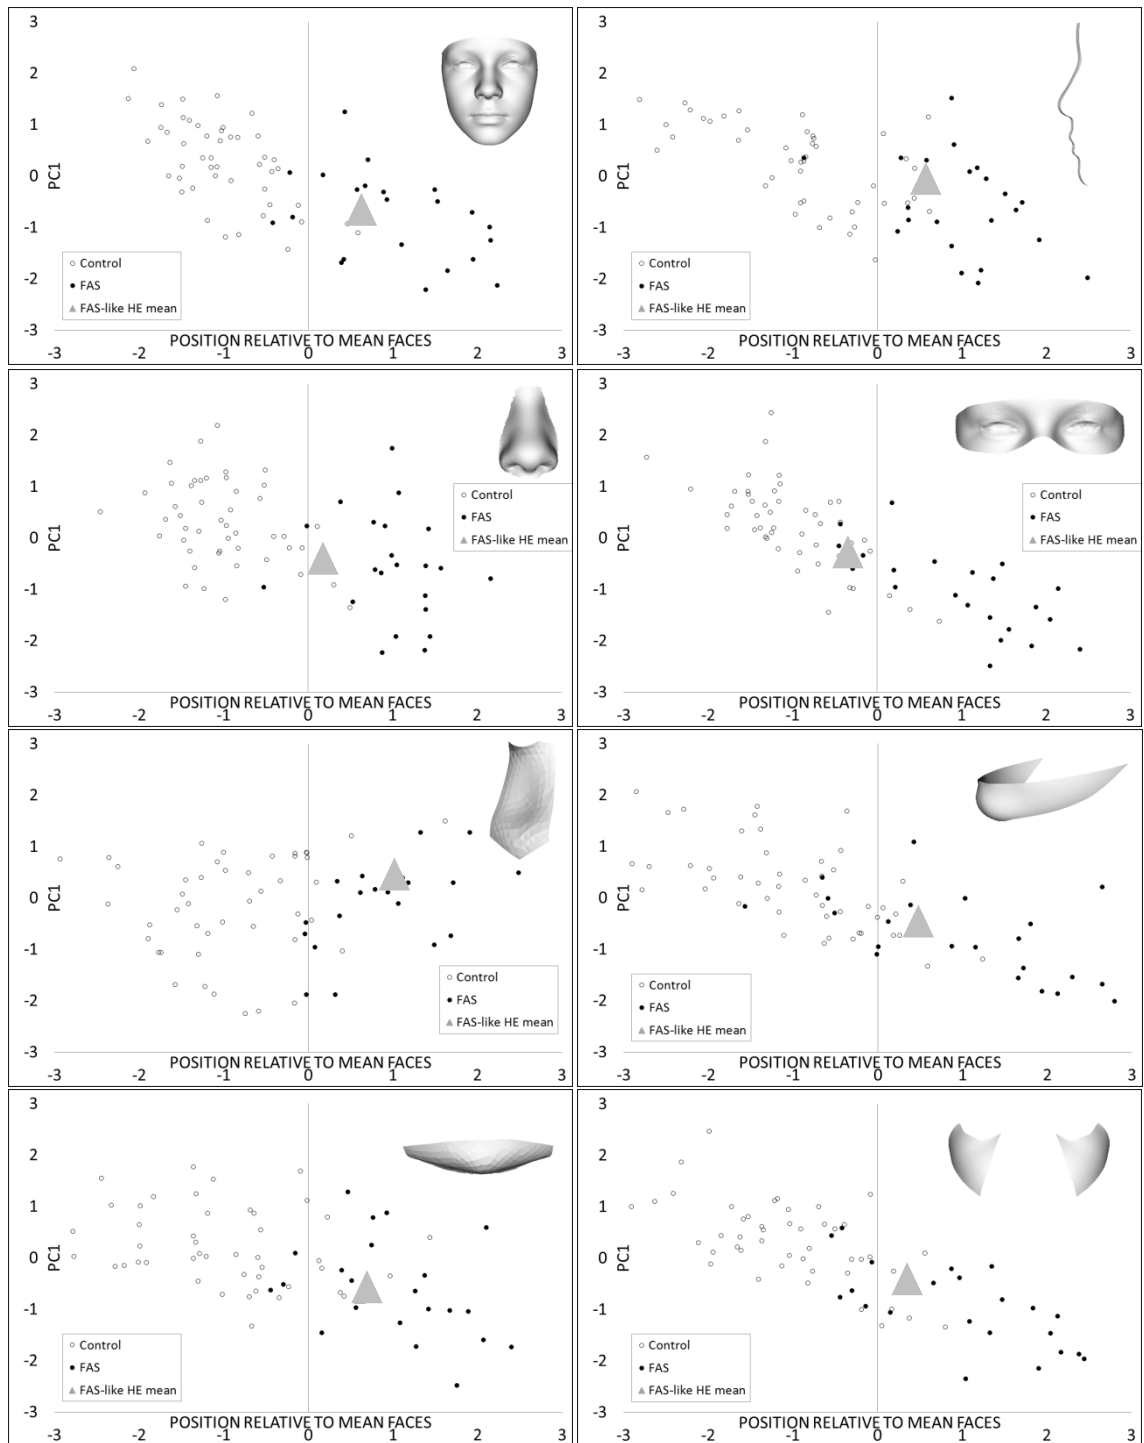 3
2
1
0
-1
-2
-3
PC1
Control
FAS
FAS-like HE mean
POSITION RELATIVE TO MEAN FACES
-3 -2 -1 0 1 2 3
3
2
1
0
-1
-2
-3
PC1
Control
FAS
FAS-like HE mean
POSITION RELATIVE TO MEAN FACES
-3 -2 -1 0 1 2 3
3
2
1
0
-1
-2
-3
PC1
Control
FAS
FAS-like HE mean
POSITION RELATIVE TO MEAN FACES
-3 -2 -1 0 1 2 3
3
2
1
0
-1
-2
-3
PC1
Control
FAS
FAS-like HE mean
POSITION RELATIVE TO MEAN FACES
-3 -2 -1 0 1 2 3
3
2
1
0
-1
-2
-3
PC1
Control
FAS
FAS-like HE mean
POSITION RELATIVE TO MEAN FACES
-3 -2 -1 0 1 2 3
3
2
1
0
-1
-2
-3
PC1
Control
FAS
FAS-like HE mean
POSITION RELATIVE TO MEAN FACES
-3 -2 -1 0 1 2 3
3
2
1
0
-1
-2
-3
PC1
Control
FAS
FAS-like HE mean
POSITION RELATIVE TO MEAN FACES
-3 -2 -1 0 1 2 3
3
2
1
0
-1
-2
-3
PC1
Control
FAS
FAS-like HE mean
POSITION RELATIVE TO MEAN FACES
-3 -2 -1 0 1 2 3